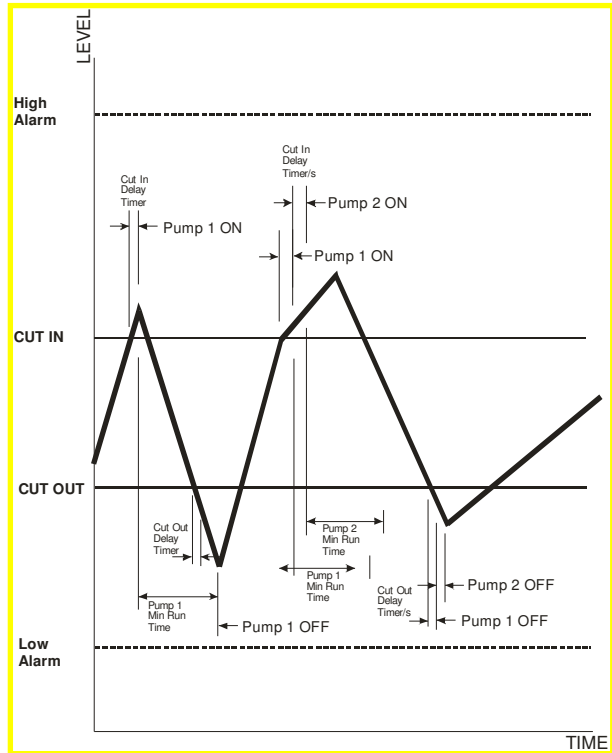 LEVEL
High
Alarm
Cut In
Delay
Timer
Pump 1 ON
Cut In
Delay
Timer/s
Pump 2 ON
Pump 1 ON
CUT IN
CUT OUT
Cut Out
Delay
Timer
Pump 1
Min Run
Time
Pump 1 OFF
Pump 2
Min Run
Time
Pump 1
Min Run
Time
Cut Out
Delay
Timer/s
Pump 2 OFF
Pump 1 OFF
Low
Alarm
TIME